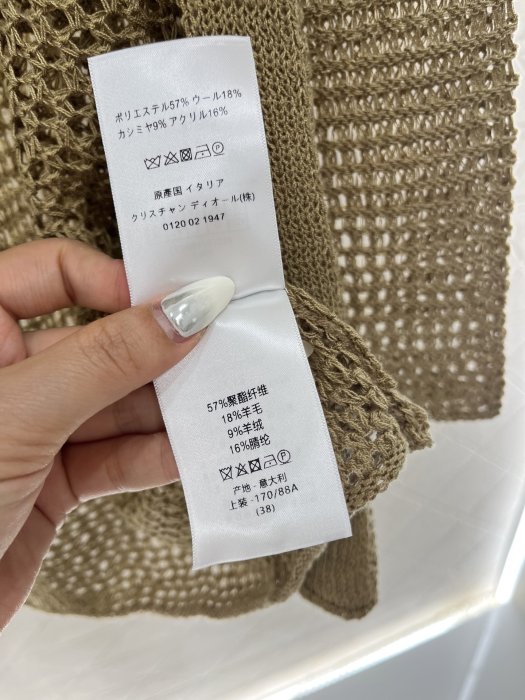 ポリエステル57% ウール18%
カシミヤ9% アクリル16%
P
原産国 イタリア
クリスチャン ディオール(株)
0120 02 1947
57%聚酯纤维
18%羊毛
9%羊绒
16%腈纶
P
产地 - 意大利
上装 -170/88A
(38)